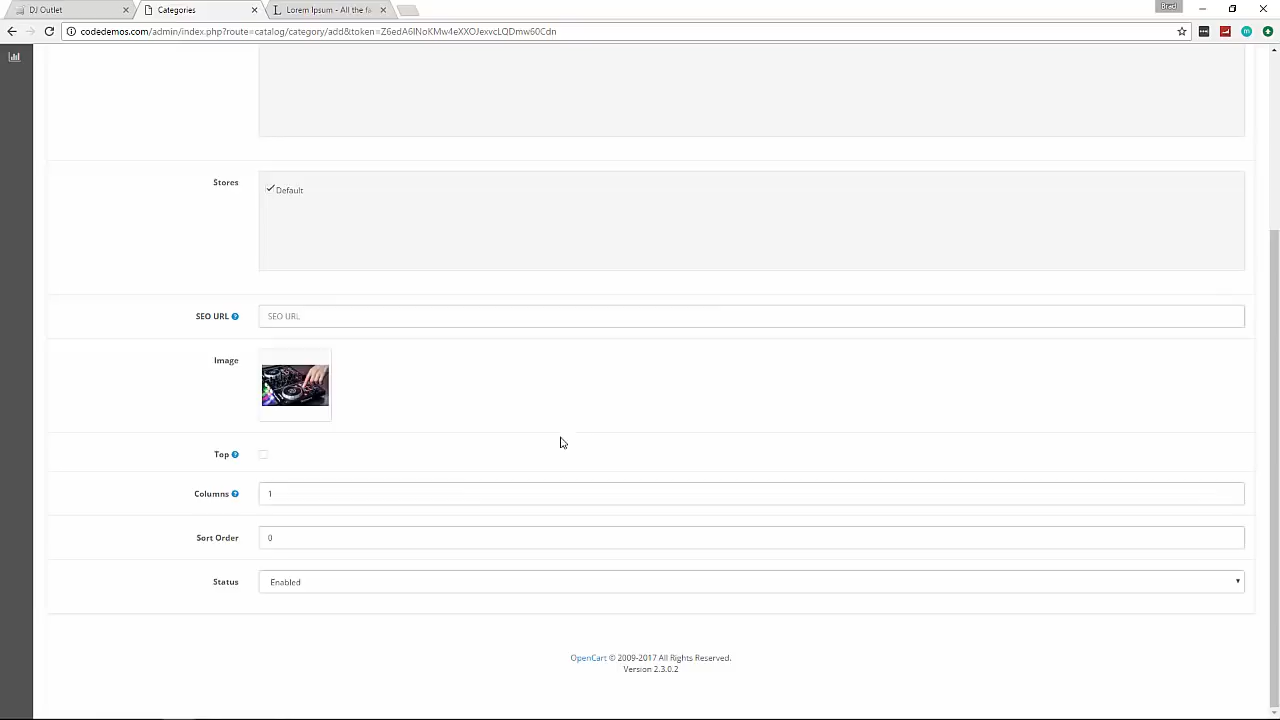 DJ Outlet
Categories
Lorem Ipsum - All the fa
Brad
codedemos.com/admin/index.php?route=catalog/category/add&token=
Stores
Default
SEO URL
SEO URL
Image
Top
Columns
1
Sort Order
0
Status
Enabled
OpenCart © 2009-2017 All Rights Reserved.
Version 2.3.0.2